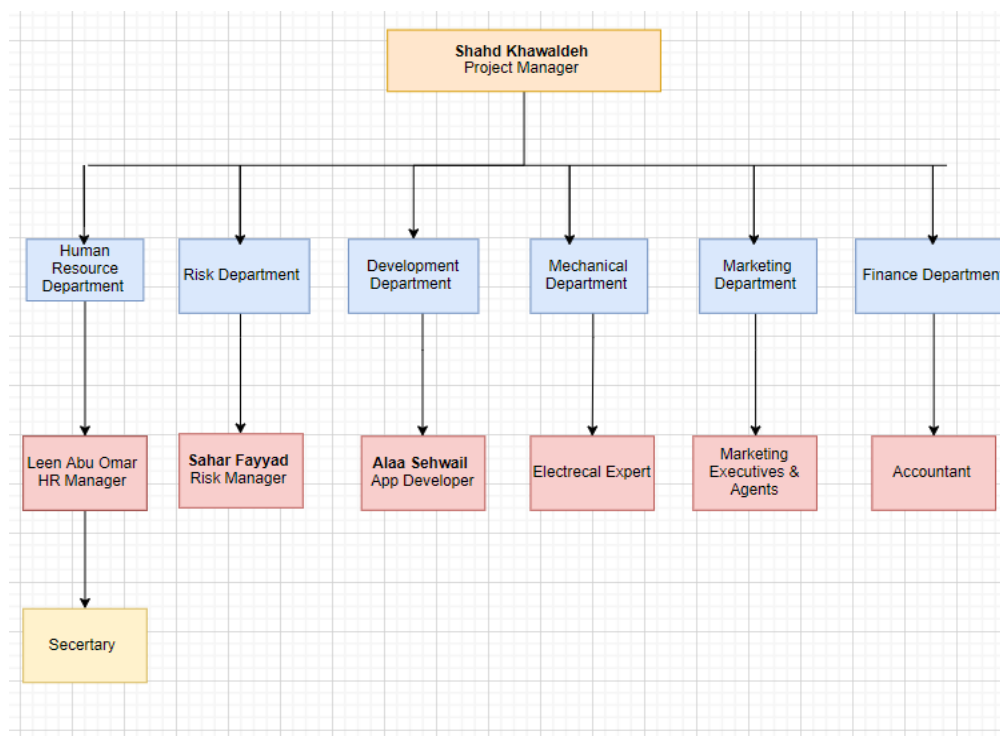 Shahd Khawaldeh
Project Manager
Human
Resource
Department
Risk Department
Development
Department
Mechanical
Department
Marketing
Department
Finance Department
Leen Abu Omar
HR Manager
Sahar Fayyad
Risk Manager
Alaa Sehwail
App Developer
Electrecal Expert
Marketing
Executives &
Agents
Accountant
Secertary